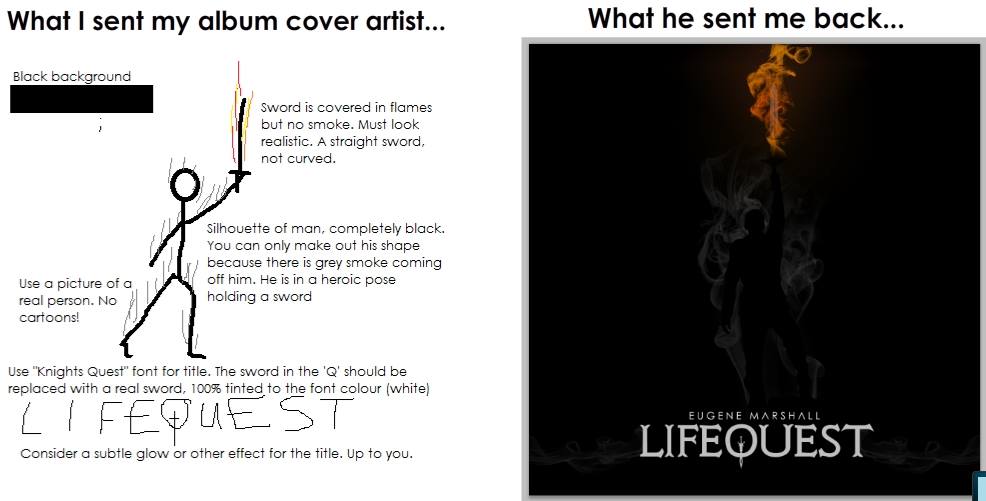 What I sent my album cover artist...
What he sent me back...
Black background
;
Sword is covered in flames
but no smoke. Must look
realistic. A straight sword,
not curved.
Silhouette of man, completely black.
You can only make out his shape
because there is grey smoke coming
off him. He is in a heroic pose
holding a sword
Use a picture of a
real person. No
cartoons!
Use "Knights Quest" font for title. The sword in the 'Q' should be
replaced with a real sword, 100% tinted to the font colour (white)
LIFEQUEST
Consider a subtle glow or other effect for the title. Up to you.
EUGENE MARSHALL
LIFEQUEST